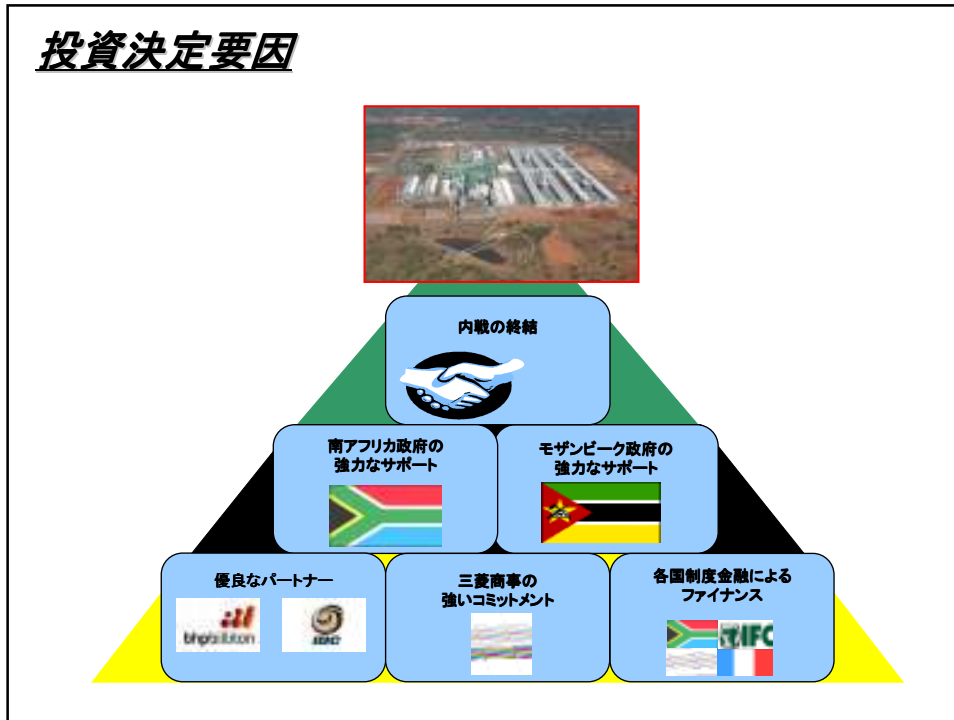 投資決定要因
内戦の終結
南アフリカ政府の
強力なサポート
モザンビーク政府の
強力なサポート
優良なパートナー
bhpbilliton
三菱商事の
強いコミットメント
各国制度金融による
ファイナンス
IFC